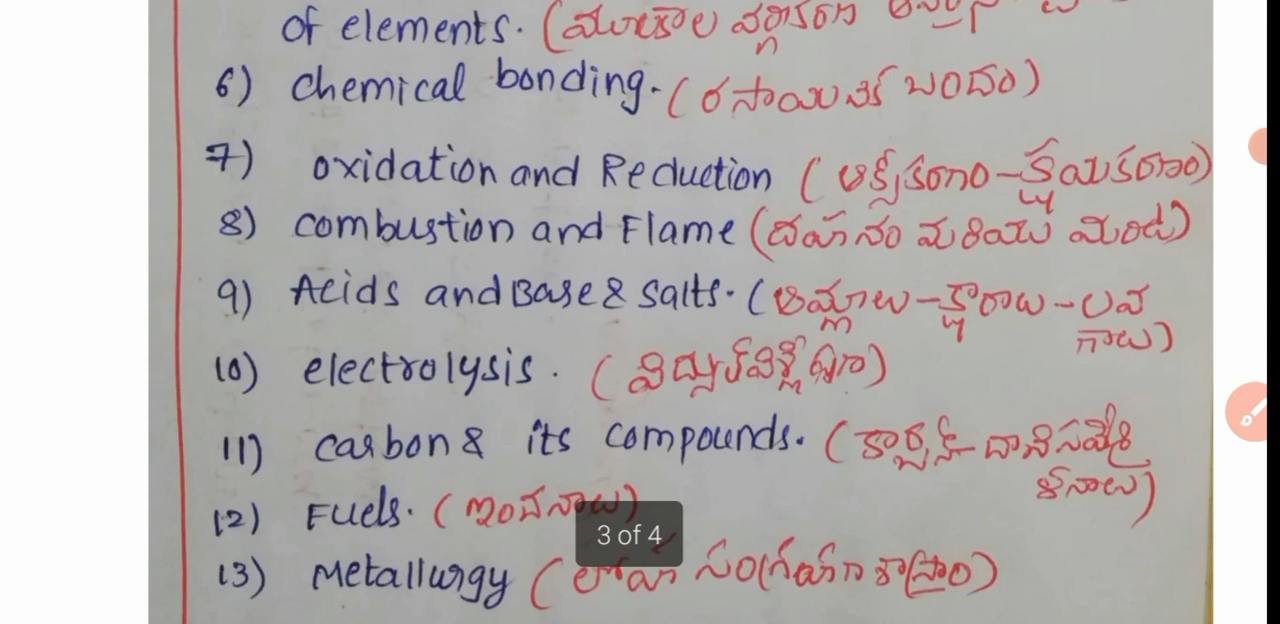 of elements. (మూలకాల వర్గీకరణ
6) Chemical bonding. (రసాయనిక బందం)
7) Oxidation and Reduction (ఆక్సీకరణం-క్షయకరణం)
8) Combustion and Flame (దహనం మరియు మంట)
9) Acids and Base & Salts. (ఆమ్లాలు-క్షారాలు-లవ
ణాలు)
10) electrolysis. (విద్యుత్ విశ్లేషణ)
11) Carbon & its Compounds. (కార్బన్-దాని సమ్మే
ళనాలు)
12) Fuels. (ఇందనాలు)
3 of 4
13) Metallurgy (లోహ సంగ్రహణ శాస్త్రం)